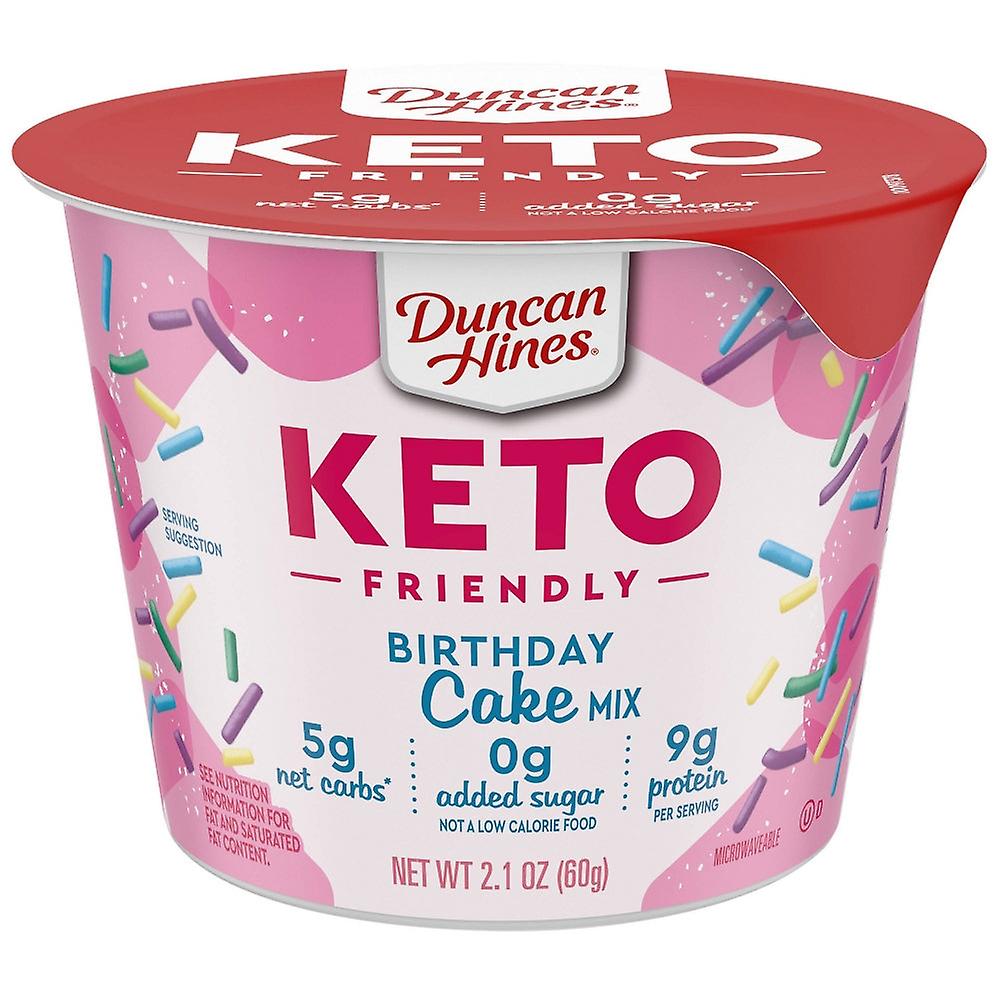 Duncan
Hines®
KETO
FRIENDLY
5g
net carbs*
0g
added sugar
NOT A LOW CALORIE FOOD
Duncan
Hines®
KETO
FRIENDLY
BIRTHDAY
Cake MIX
5g
net carbs*
0g
added sugar
NOT A LOW CALORIE FOOD
9g
protein
PER SERVING
SERVING
SUGGESTION
SEE NUTRITION
INFORMATION FOR
FAT AND SATURATED
FAT CONTENT.
MICROWAVEABLE
U D
NET WT 2.1 OZ (60g)